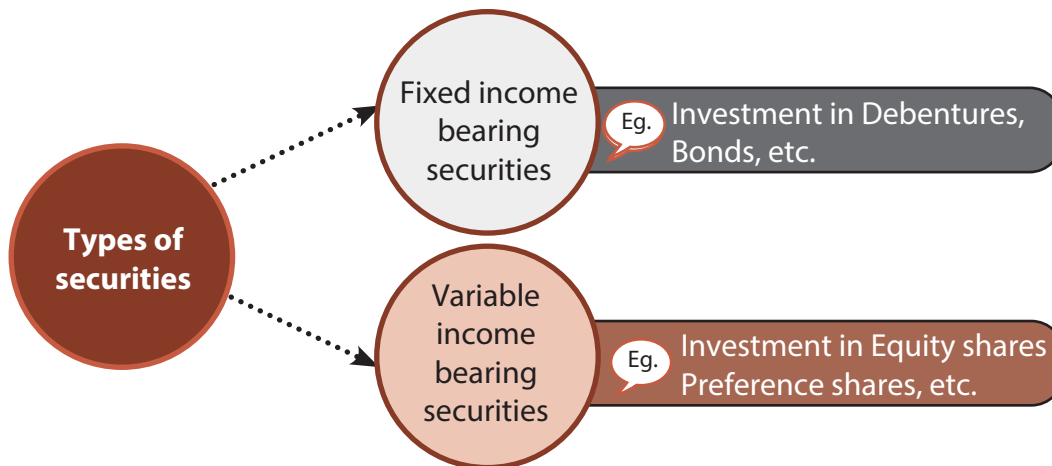 Types of
securities
Fixed income
bearing
securities
Eg.
Investment in Debentures,
Bonds, etc.
Variable
income
bearing
securities
Eg.
Investment in Equity shares
Preference shares, etc.